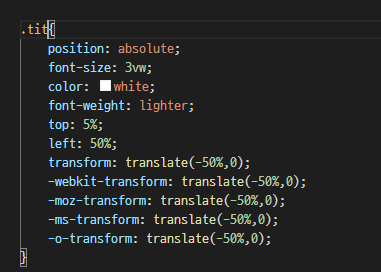 .tit{
position: absolute;
font-size: 3vw;
color: white;
font-weight: lighter;
top: 5%;
left: 50%;
transform: translate(-50%,0);
-webkit-transform: translate(-50%,0);
-moz-transform: translate(-50%,0);
-ms-transform: translate(-50%,0);
-o-transform: translate(-50%,0);
}